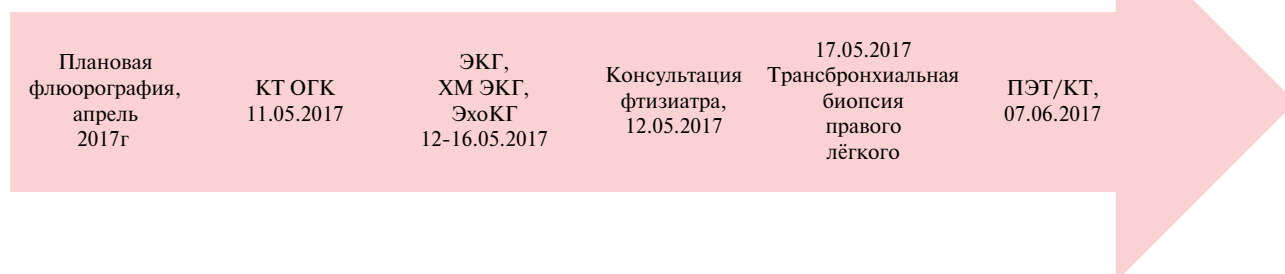 Плановая
флюорография,
апрель
2017г
КТ ОГК
11.05.2017
ЭКГ,
ХМ ЭКГ,
ЭхоКГ
12-16.05.2017
Консультация
фтизиатра,
12.05.2017
17.05.2017
Трансбронхиальная
биопсия
правого
лёгкого
ПЭТ/КТ,
07.06.2017